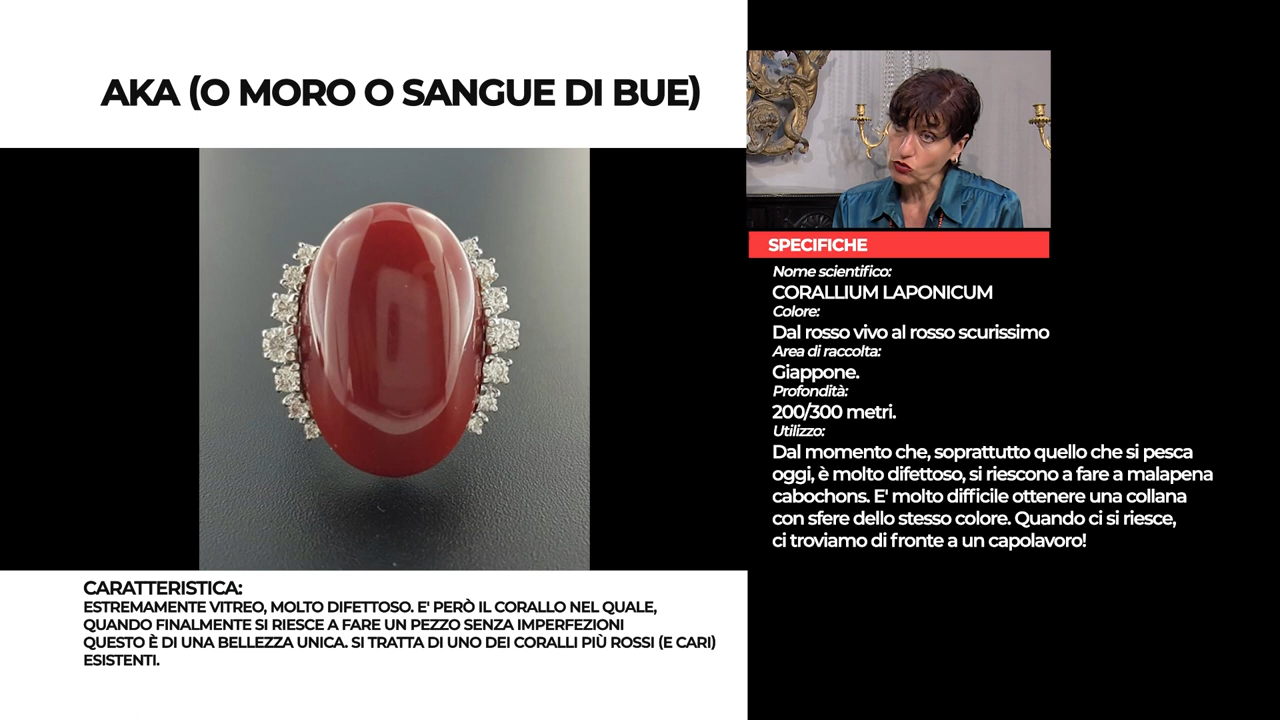 AKA (O MORO O SANGUE DI BUE)
SPECIFICHE
Nome scientifico:
CORALLIUM LAPONICUM
Colore:
Dal rosso vivo al rosso scurissimo
Area di raccolta:
Giappone.
Profondità:
200/300 metri.
Utilizzo:
Dal momento che, soprattutto quello che si pesca
oggi, è molto difettoso, si riescono a fare a malapena
cabochons. E' molto difficile ottenere una collana
con sfere dello stesso colore. Quando ci si riesce,
ci troviamo di fronte a un capolavoro!
CARATTERISTICA:
ESTREMAMENTE VITREO, MOLTO DIFETTOSO. E' PERÒ IL CORALLO NEL QUALE,
QUANDO FINALMENTE SI RIESCE A FARE UN PEZZO SENZA IMPERFEZIONI
QUESTO È DI UNA BELLEZZA UNICA. SI TRATTA DI UNO DEI CORALLI PIÙ ROSSI (E CARI)
ESISTENTI.